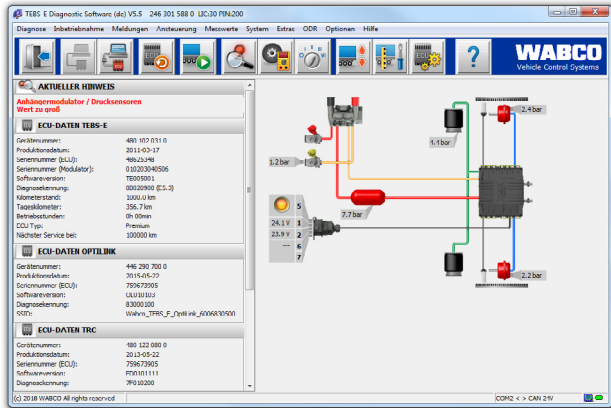 TEBS E Diagnostic Software (de) V5.5 246 301 588 0 LIC:30 PIN:200
Diagnose Inbetriebnahme Meldungen Ansteuerung Messwerte System Extras ODR Optionen Hilfe
ECU
ECU
?
WABCO
Vehicle Control Systems
AKTUELLER HINWEIS
Anhängermodulator / Drucksensoren
Wert zu groß
ECU-DATEN TEBS-E
Gerätenummer: 480 102 031 0
Produktionsdatum: 2011-03-17
Seriennummer (ECU): 48625348
Seriennummer (Modulator): 010203040506
Softwareversion: TE005001
Diagnosekennung: 00020900 (E5.3)
Kilometerstand: 1000.0 km
Tageskilometer: 356.7 km
Betriebsstunden: 0h 00min
ECU Typ: Premium
Nächster Service bei: 100000 km
ECU-DATEN OPTILINK
Gerätenummer: 446 290 700 0
Produktionsdatum: 2015-05-22
Seriennummer (ECU): 759673905
Softwareversion: OL010103
Diagnosekennung: 83000100
SSID: Wabco_TEBS_E_OptiLink_6006830500
ECU-DATEN TRC
Gerätenummer: 480 122 080 0
Produktionsdatum: 2013-05-22
Seriennummer (ECU): 759673905
Softwareversion: ED010111
Diagnosekennung: 7F010200
2.4 bar
1.2 bar
7.7 bar
5
24.1 V 1
23.9 V 2
--- 6
7
2.2 bar
(c) 2018 WABCO All rights reserved
COM2 < > CAN 24V